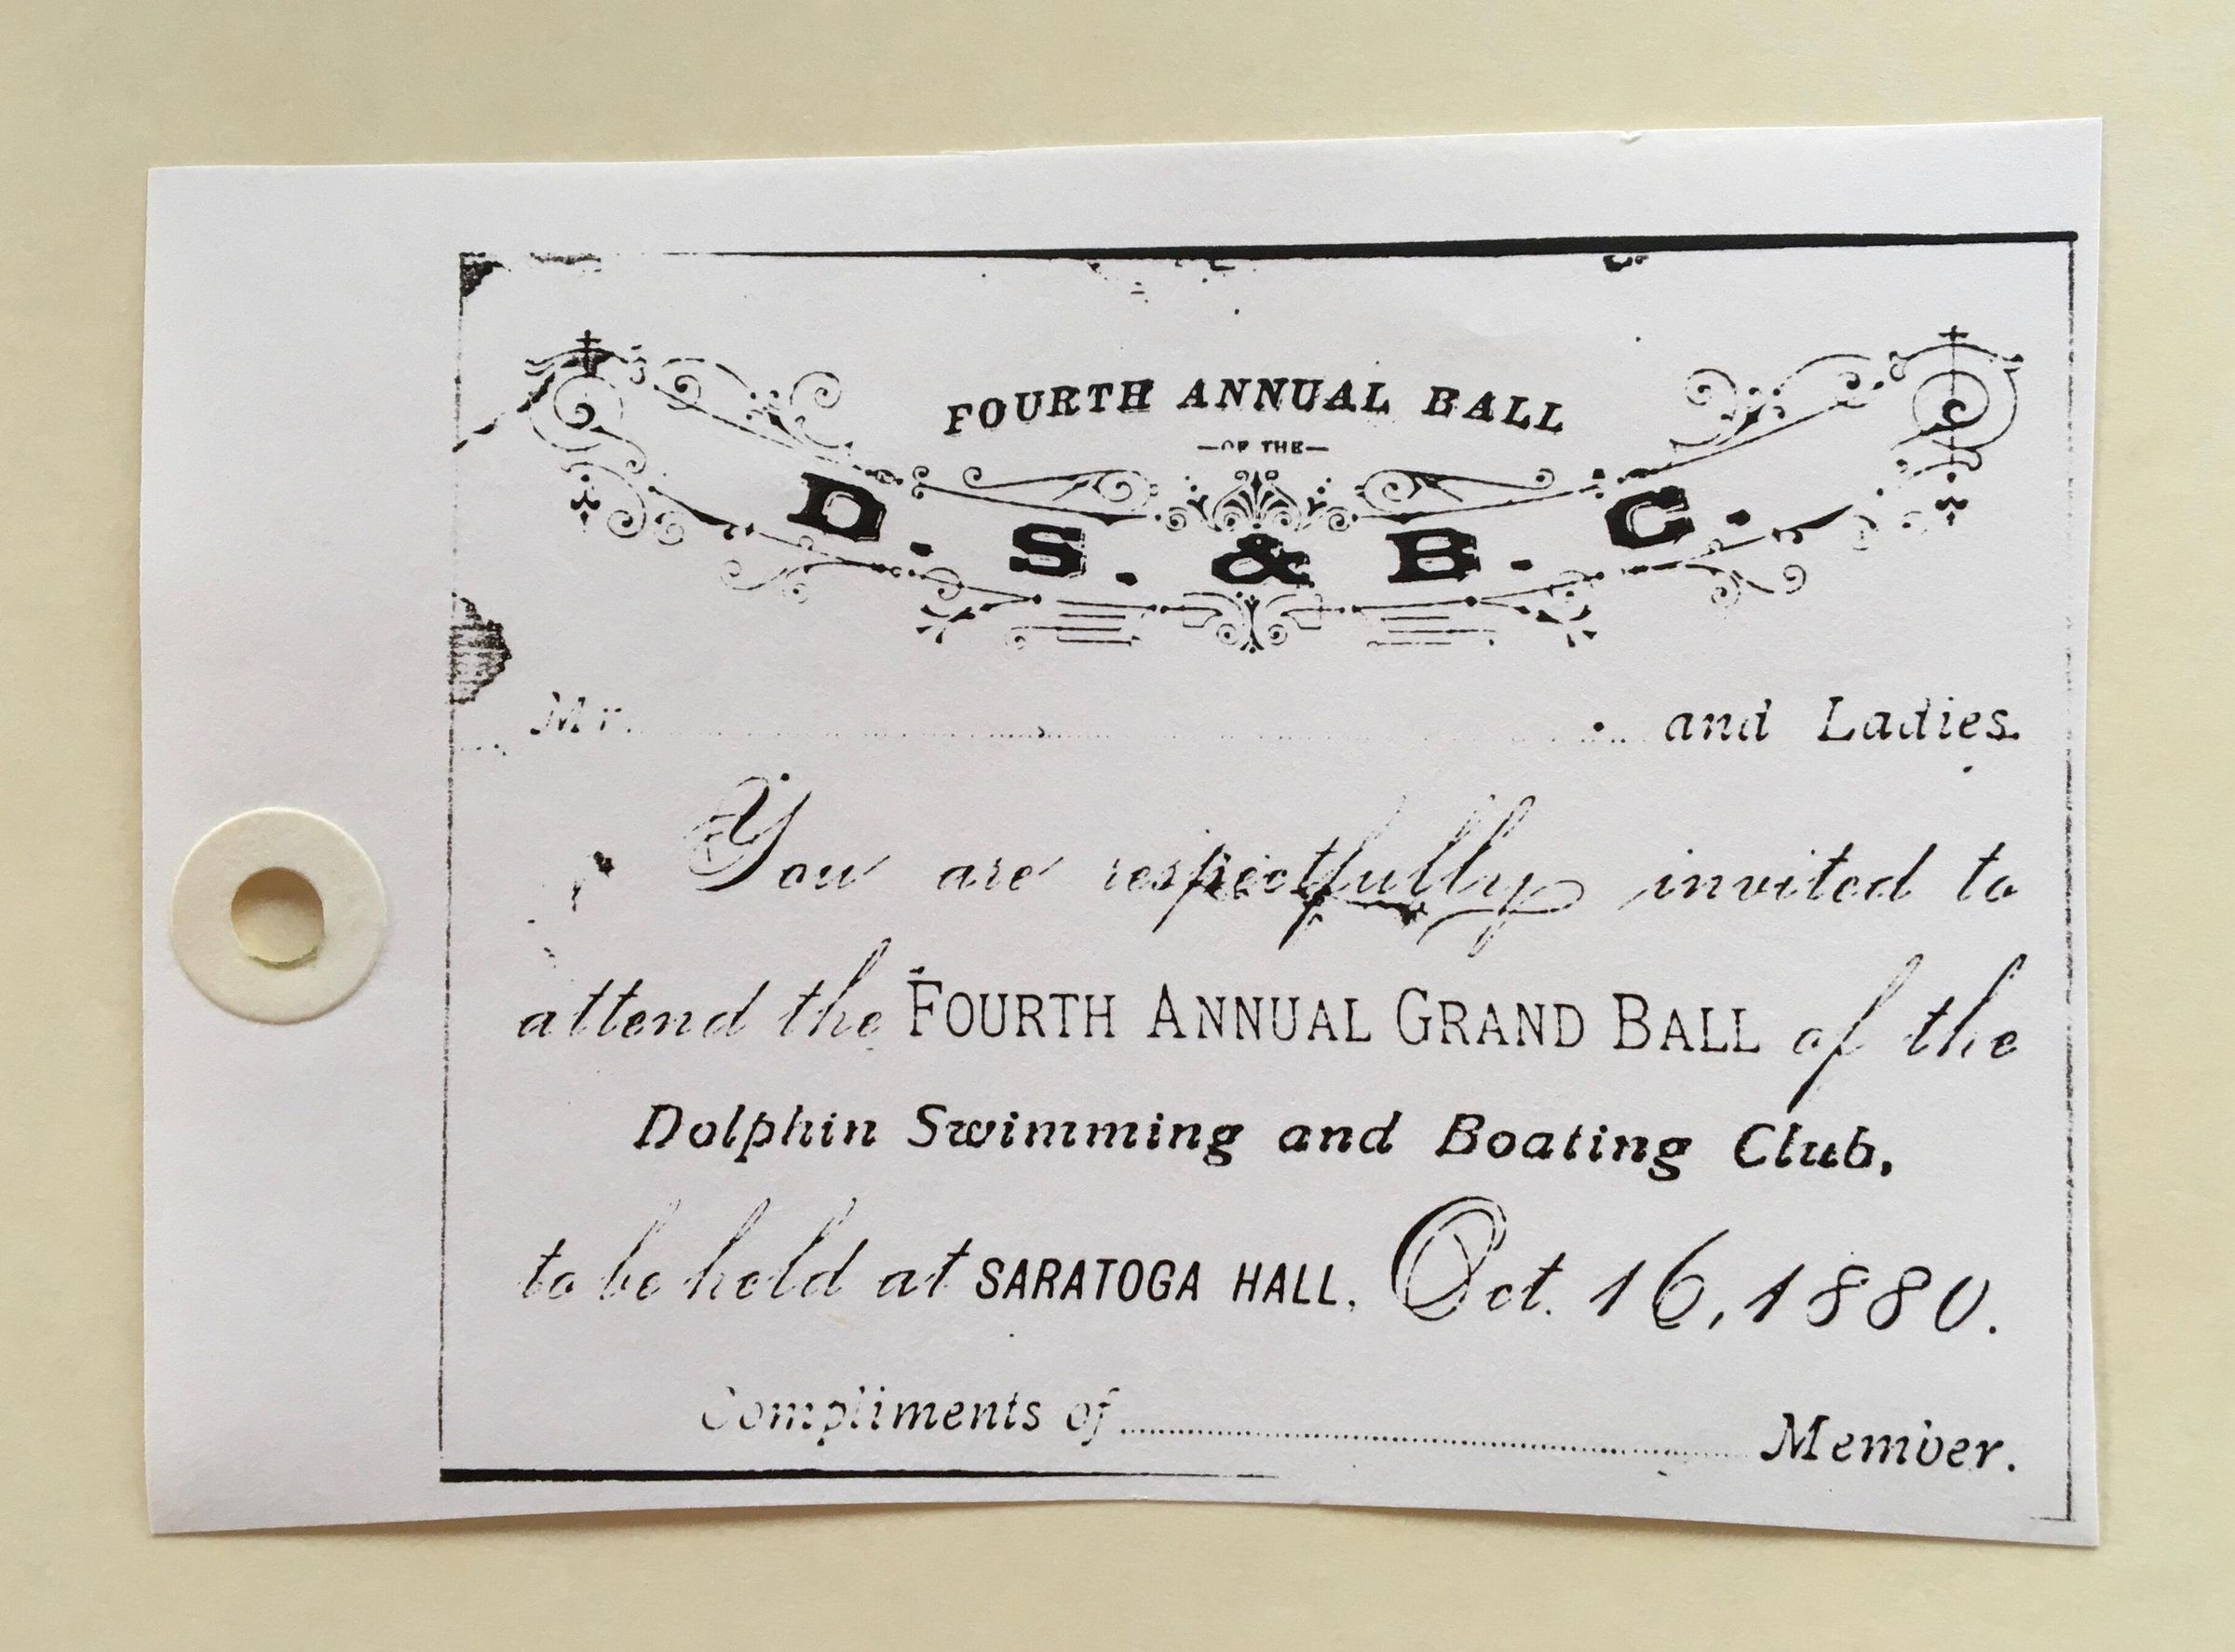 FOURTH ANNUAL BALL
—OF THE—
D. S. & B. C.
Mr. and Ladies.
You are respectfully invited to
attend the FOURTH ANNUAL GRAND BALL of the
Dolphin Swimming and Boating Club,
to be held at SARATOGA HALL, Oct. 16, 1880.
Compliments of Member.